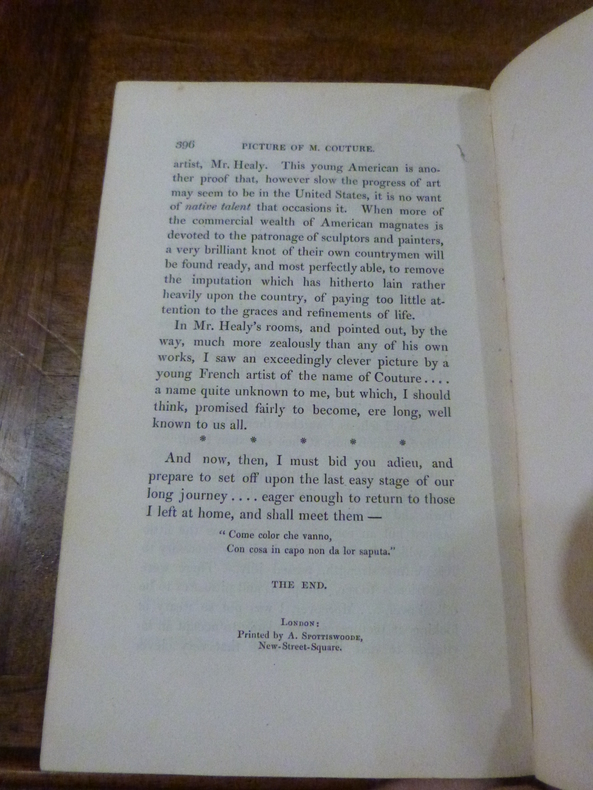 396 PICTURE OF M. COUTURE.
artist, Mr. Healy. This young American is ano-
ther proof that, however slow the progress of art
may seem to be in the United States, it is no want
of native talent that occasions it. When more of
the commercial wealth of American magnates is
devoted to the patronage of sculptors and painters,
a very brilliant knot of their own countrymen will
be found ready, and most perfectly able, to remove
the imputation which has hitherto lain rather
heavily upon the country, of paying too little at-
tention to the graces and refinements of life.
In Mr. Healy's rooms, and pointed out, by the
way, much more zealously than any of his own
works, I saw an exceedingly clever picture by a
young French artist of the name of Couture....
a name quite unknown to me, but which, I should
think, promised fairly to become, ere long, well
known to us all.
* * * * *
And now, then, I must bid you adieu, and
prepare to set off upon the last easy stage of our
long journey.... eager enough to return to those
I left at home, and shall meet them —
"Come color che vanno,
Con cosa in capo non da lor saputa."
THE END.
LONDON:
Printed by A. SPOTTISWOODE,
New-Street-Square.